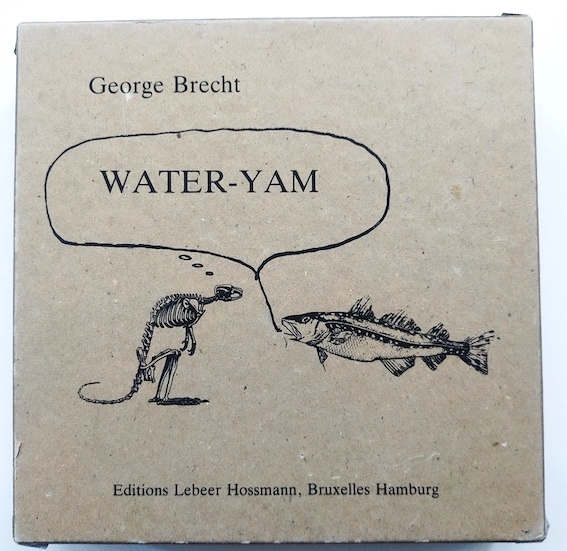 George Brecht
WATER-YAM
Editions Lebeer Hossmann, Bruxelles Hamburg